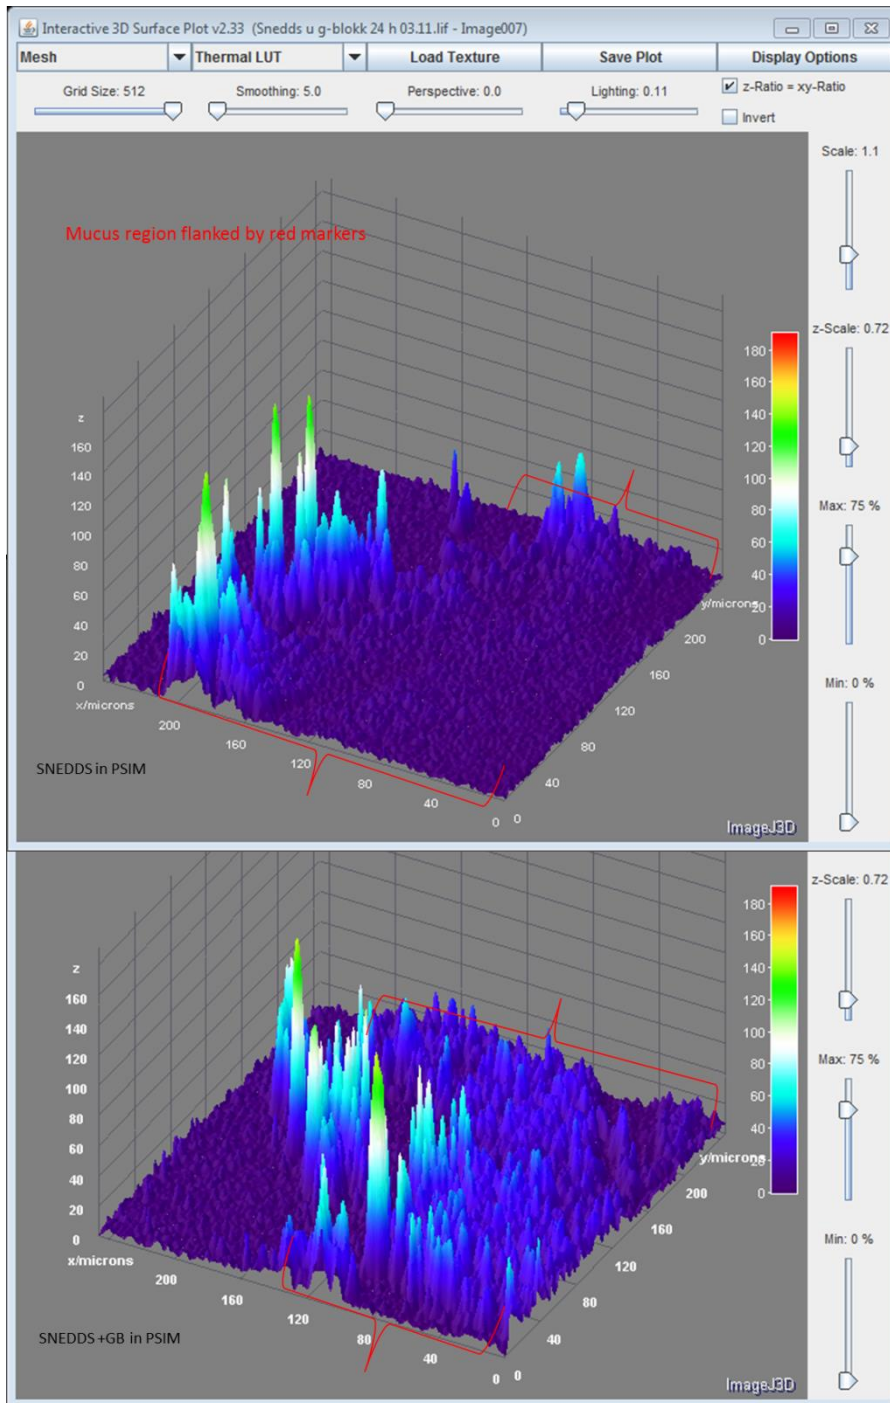 Interactive 3D Surface Plot v2.33 (Snedds u g-blokk 24 h 03.11.lif - Image007)
Mesh Thermal LUT Load Texture Save Plot Display Options
Grid Size: 512 Smoothing: 5.0 Perspective: 0.0 Lighting: 0.11 z-Ratio = xy-Ratio
Invert
Scale: 1.1
Mucus region flanked by red markers
z-Scale: 0.72
180
160
140
120
100
80
60
40
20
0
z
160
140
120
100
80
60
40
20
0
Max: 75 %
y/microns
200
160
120
80
40
0
Min: 0 %
x/microns
200
160
120
80
40
0
SNEDDS in PSIM
ImageJ3D
z-Scale: 0.72
180
160
140
120
100
80
60
40
20
0
z
160
140
120
100
80
60
40
20
0
Max: 75 %
y/microns
200
160
120
80
40
0
Min: 0 %
x/microns
200
160
120
80
40
0
SNEDDS +GB in PSIM
ImageJ3D